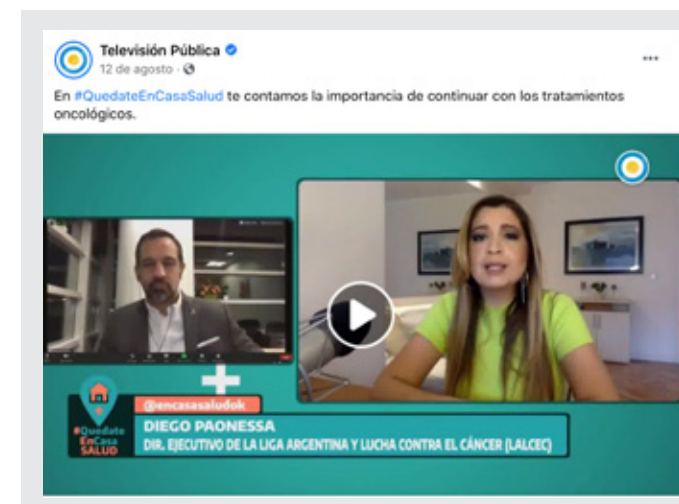 Televisión Pública
12 de agosto
En #QuedateEnCasaSalud te contamos la importancia de continuar con los tratamientos
oncológicos.
@encasasaludok
#Quedate
EnCasa
SALUD
DIEGO PAONESSA
DIR. EJECUTIVO DE LA LIGA ARGENTINA Y LUCHA CONTRA EL CÁNCER (LALCEC)